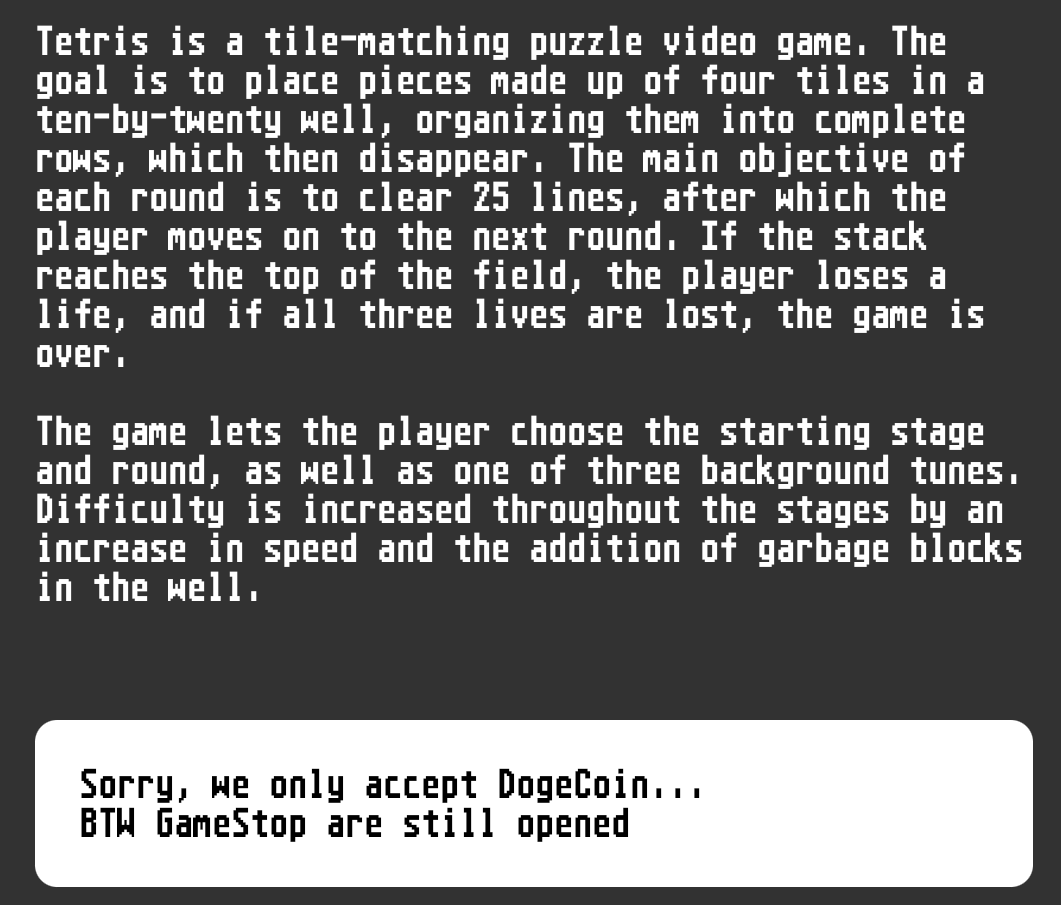 Tetris is a tile-matching puzzle video game. The
goal is to place pieces made up of four tiles in a
ten-by-twenty well, organizing them into complete
rows, which then disappear. The main objective of
each round is to clear 25 lines, after which the
player moves on to the next round. If the stack
reaches the top of the field, the player loses a
life, and if all three lives are lost, the game is
over.
The game lets the player choose the starting stage
and round, as well as one of three background tunes.
Difficulty is increased throughout the stages by an
increase in speed and the addition of garbage blocks
in the well.
Sorry, we only accept DogeCoin...
BTW GameStop are still opened